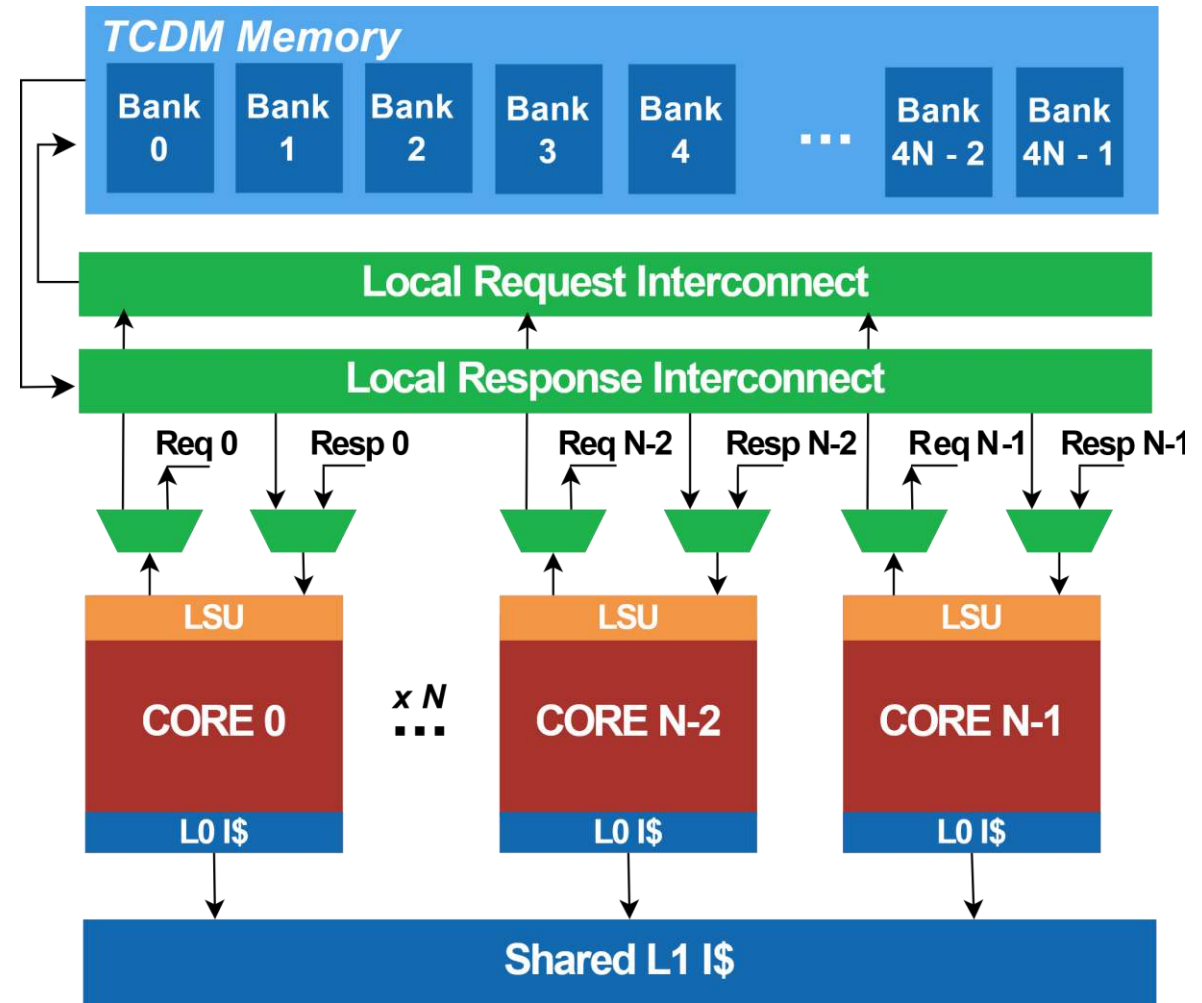 TCDM Memory
Bank 0
Bank 1
Bank 2
Bank 3
Bank 4
...
Bank 4N - 2
Bank 4N - 1
Local Request Interconnect
Local Response Interconnect
Req 0
Resp 0
Req N-2
Resp N-2
Req N-1
Resp N-1
LSU
LSU
LSU
CORE 0
x N
...
CORE N-2
CORE N-1
L0 I$
L0 I$
L0 I$
Shared L1 I$